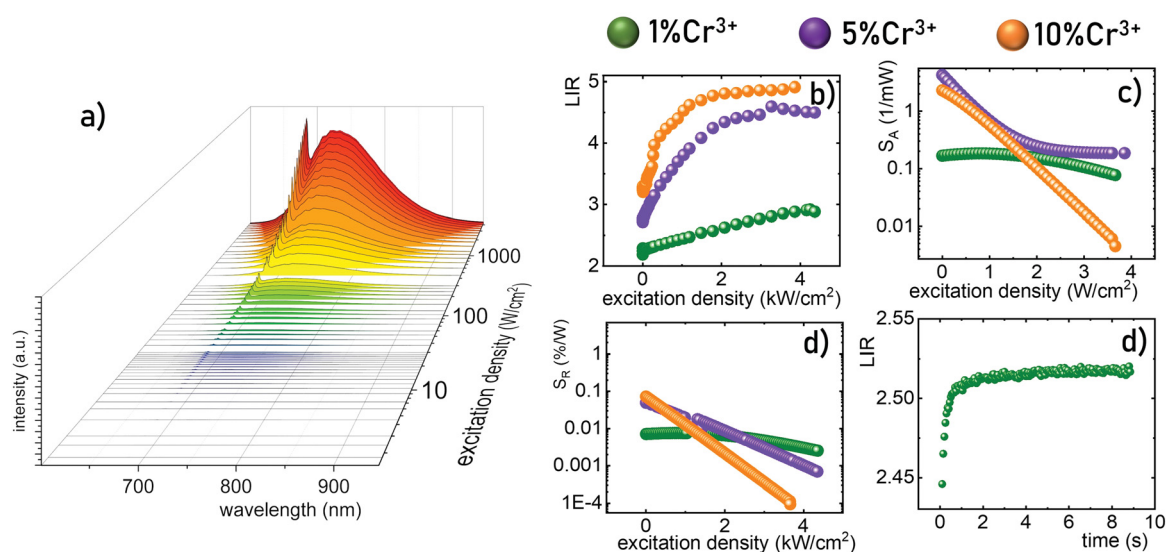 1%Cr³⁺ 5%Cr³⁺ 10%Cr³⁺
a)
intensity (a.u.)
700 800 900
wavelength (nm)
10 100 1000
excitation density (W/cm²)
b)
LIR
5
4
3
2
0 2 4
excitation density (kW/cm²)
c)
S_A (1/mW)
1
0.1
0.01
0 1 2 3 4
excitation density (W/cm²)
d)
S_R (%/W)
1
0.1
0.01
0.001
1E-4
0 2 4
excitation density (kW/cm²)
d)
LIR
2.55
2.50
2.45
0 2 4 6 8 10
time (s)